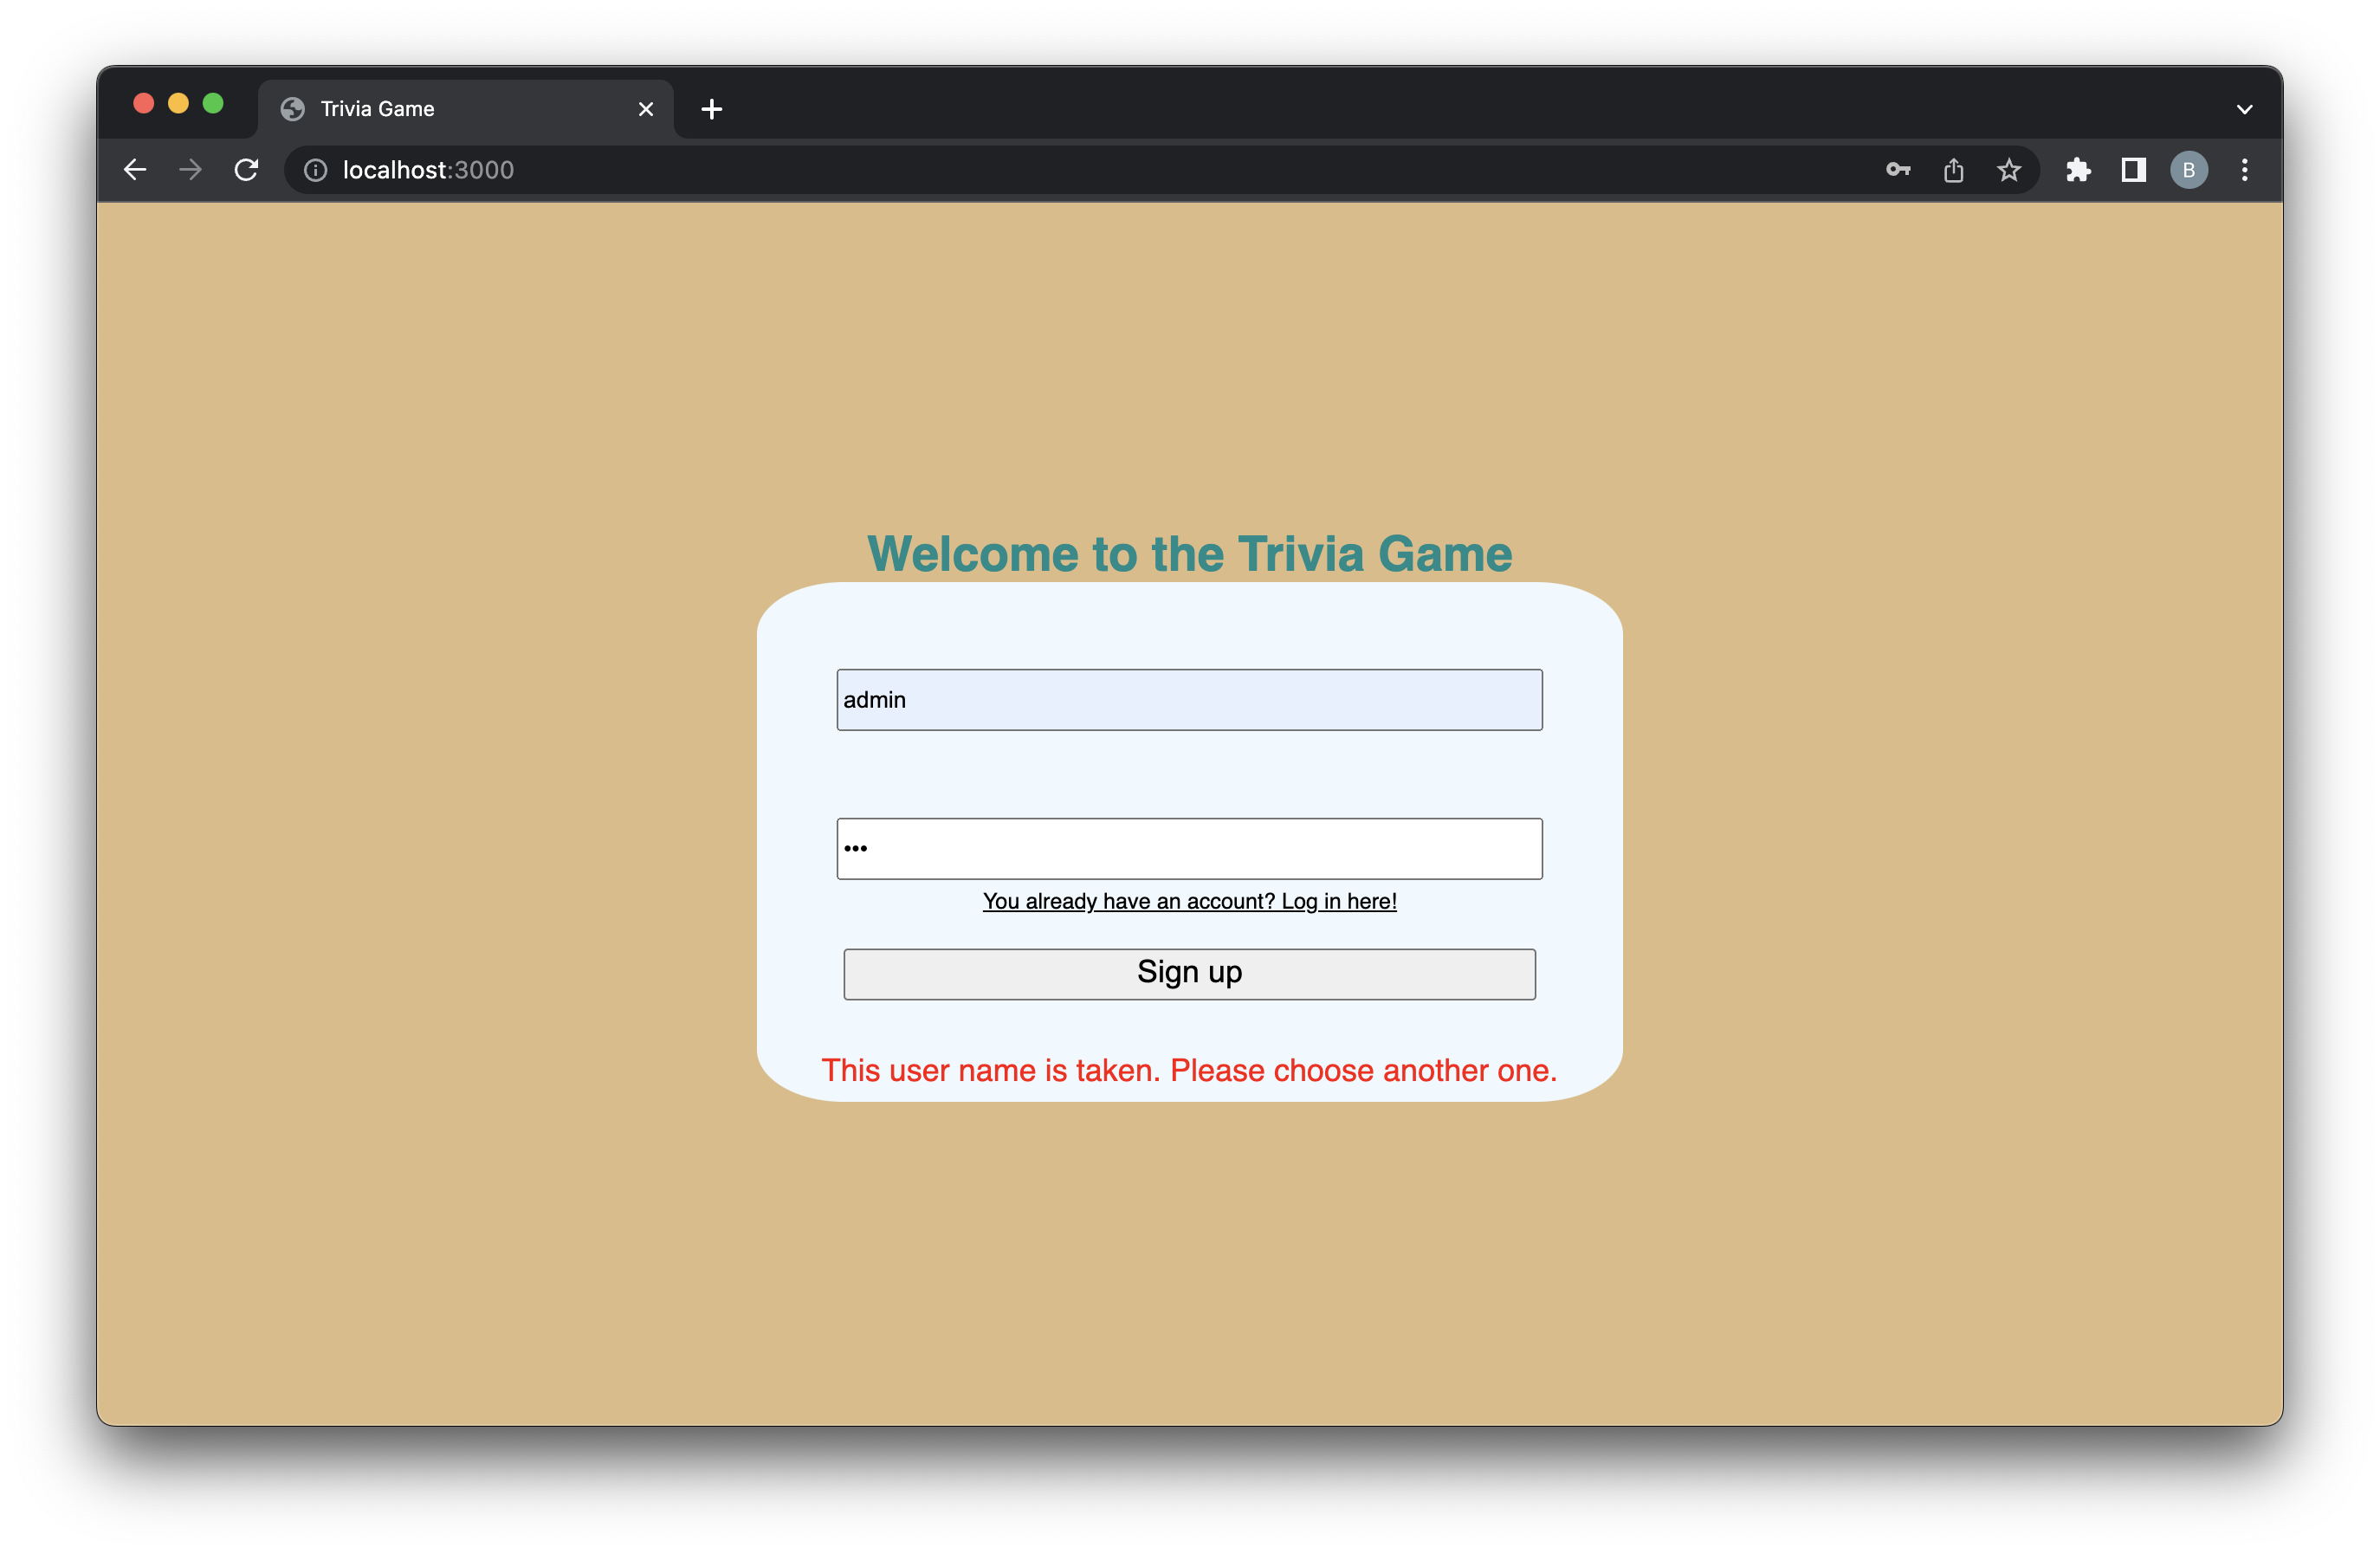 Trivia Game
localhost:3000
B
Welcome to the Trivia Game
admin
•••
You already have an account? Log in here!
Sign up
This user name is taken. Please choose another one.